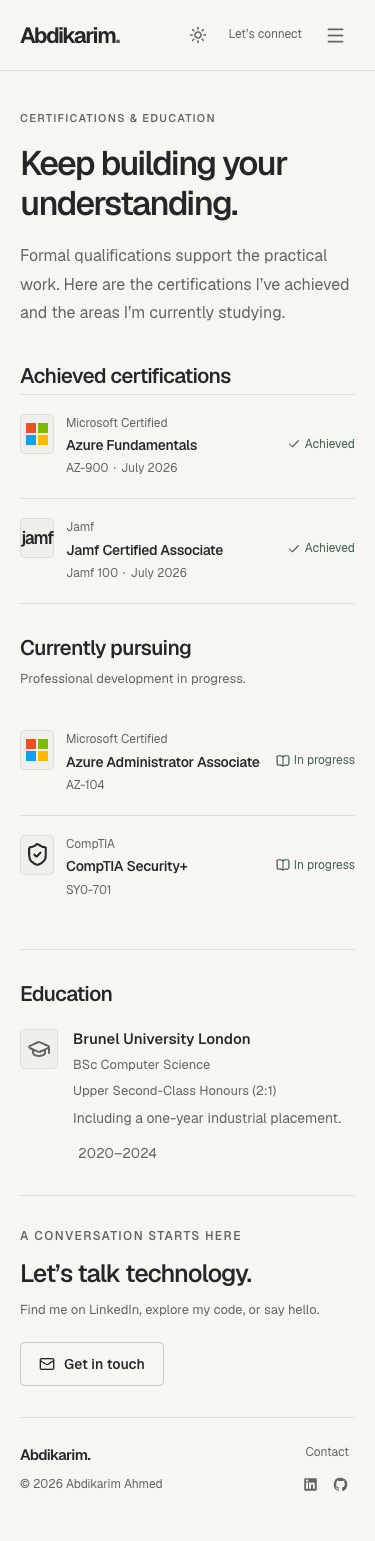 Abdikarim.
Let's connect
CERTIFICATIONS & EDUCATION
Keep building your
understanding.
Formal qualifications support the practical
work. Here are the certifications I've achieved
and the areas I'm currently studying.
Achieved certifications
Microsoft Certified
Azure Fundamentals
AZ-900 · July 2026
Achieved
jamf
Jamf
Jamf Certified Associate
Jamf 100 · July 2026
Achieved
Currently pursuing
Professional development in progress.
Microsoft Certified
Azure Administrator Associate
AZ-104
In progress
CompTIA
CompTIA Security+
SY0-701
In progress
Education
Brunel University London
BSc Computer Science
Upper Second-Class Honours (2:1)
Including a one-year industrial placement.
2020–2024
A CONVERSATION STARTS HERE
Let's talk technology.
Find me on LinkedIn, explore my code, or say hello.
Get in touch
Abdikarim.
Contact
© 2026 Abdikarim Ahmed